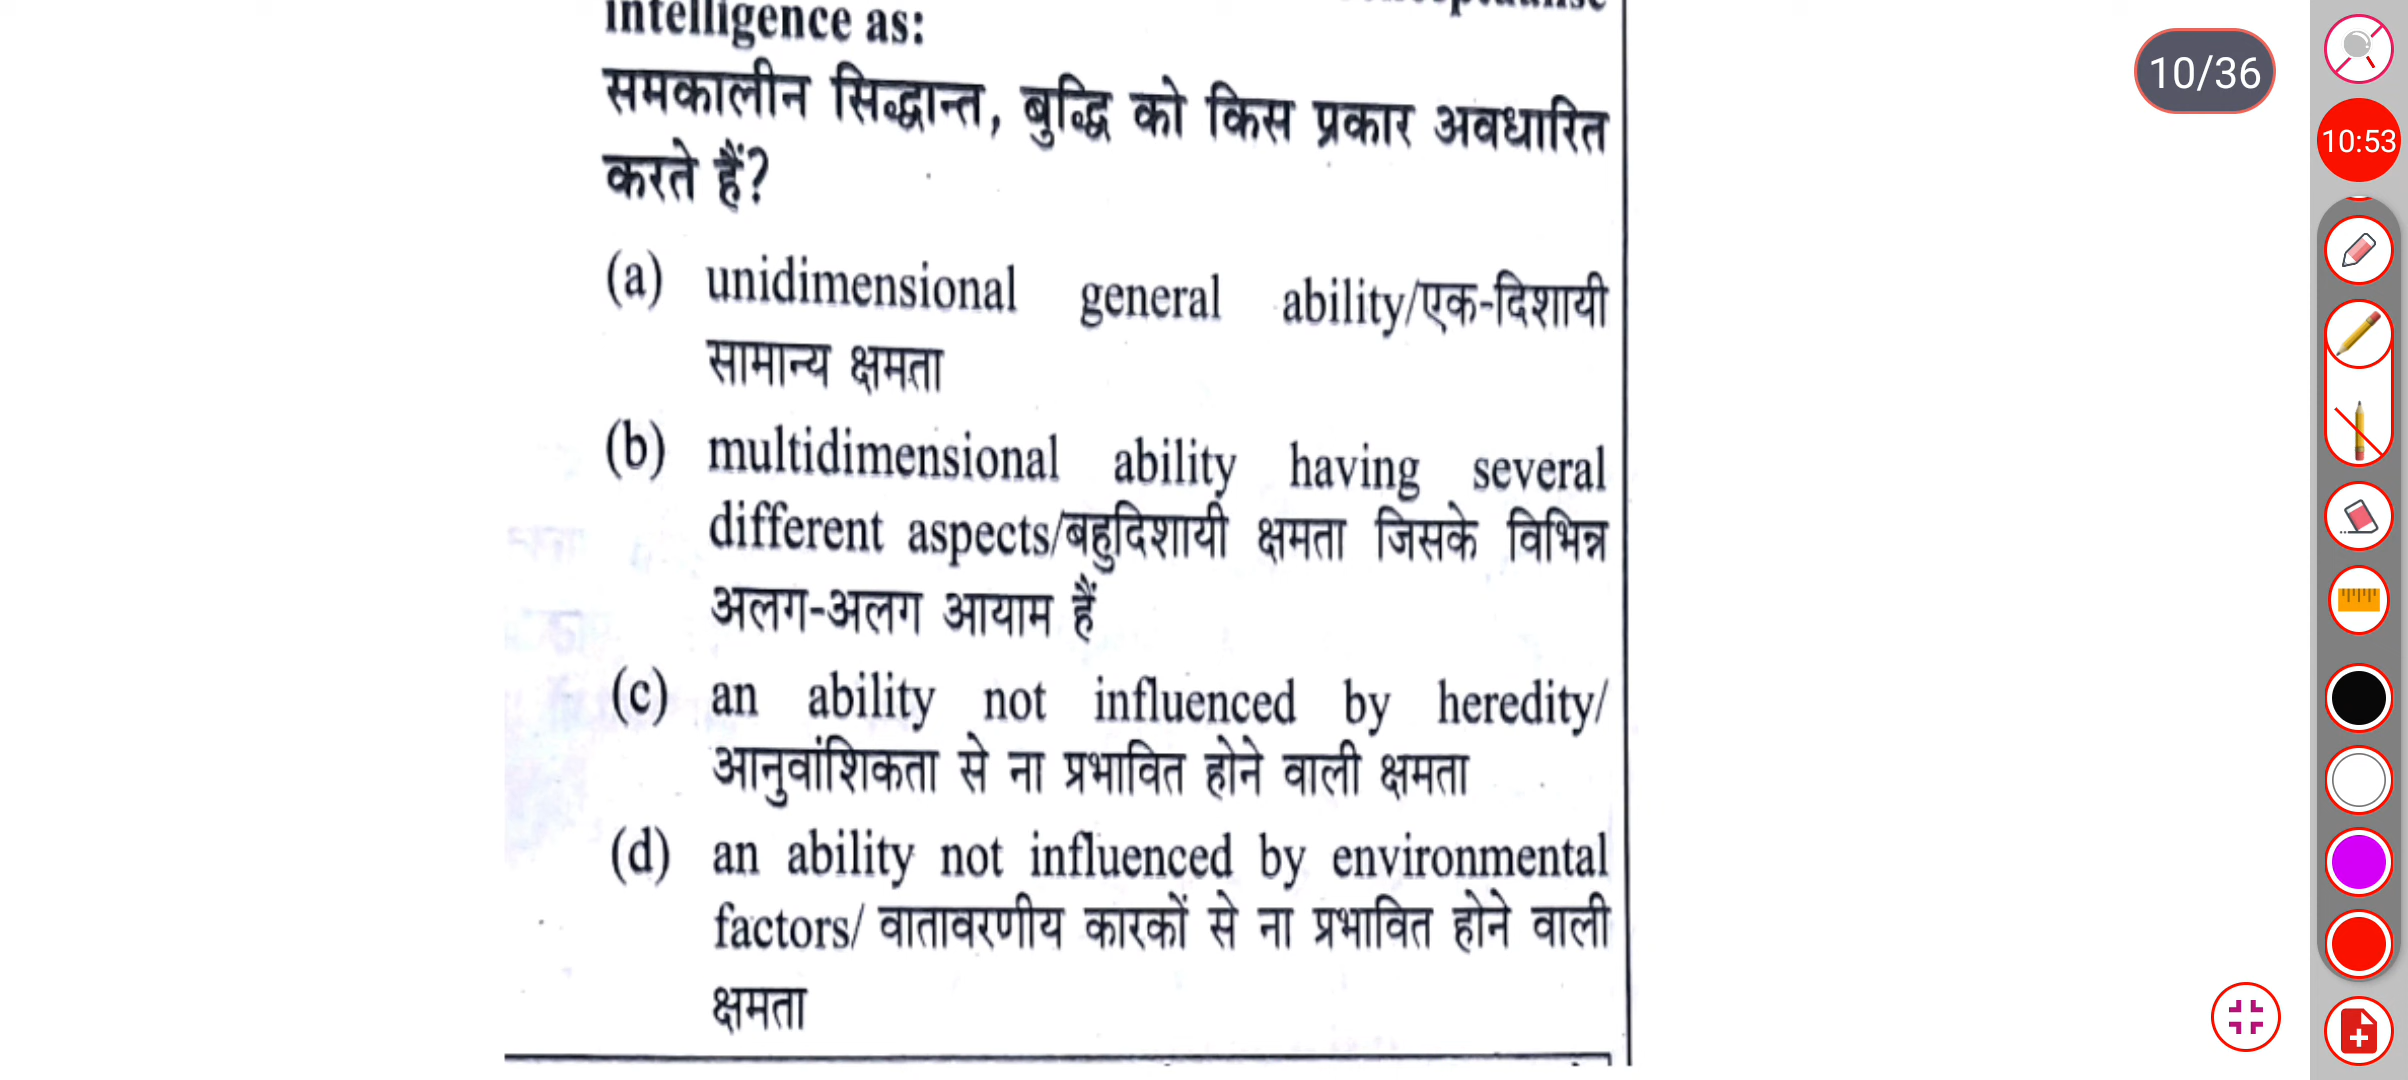 intelligence as:
समकालीन सिद्धान्त, बुद्धि को किस प्रकार अवधारित
करते हैं?
(a) unidimensional general ability/एक-दिशायी
सामान्य क्षमता
(b) multidimensional ability having several
different aspects/बहुदिशायी क्षमता जिसके विभिन्न
अलग-अलग आयाम हैं
(c) an ability not influenced by heredity/
आनुवांशिकता से ना प्रभावित होने वाली क्षमता
(d) an ability not influenced by environmental
factors/ वातावरणीय कारकों से ना प्रभावित होने वाली
क्षमता
10/36
10:53